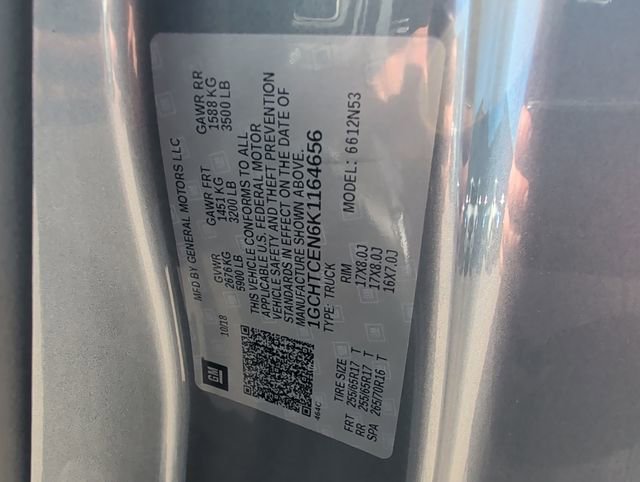 GM
MFD BY GENERAL MOTORS LLC
10/18
GVWR
2676 KG
5900 LB
GAWR FRT
1451 KG
3200 LB
GAWR RR
1588 KG
3500 LB
THIS VEHICLE CONFORMS TO ALL
APPLICABLE U.S. FEDERAL MOTOR
VEHICLE SAFETY AND THEFT PREVENTION
STANDARDS IN EFFECT ON THE DATE OF
MANUFACTURE SHOWN ABOVE.
1GCHTCEN6K1164656
TYPE: TRUCK
MODEL: 6612N53
464C
TIRE SIZE RIM
FRT 255/65R17 T 17X8.0J
RR 255/65R17 T 17X8.0J
SPA 265/70R16 T 16X7.0J